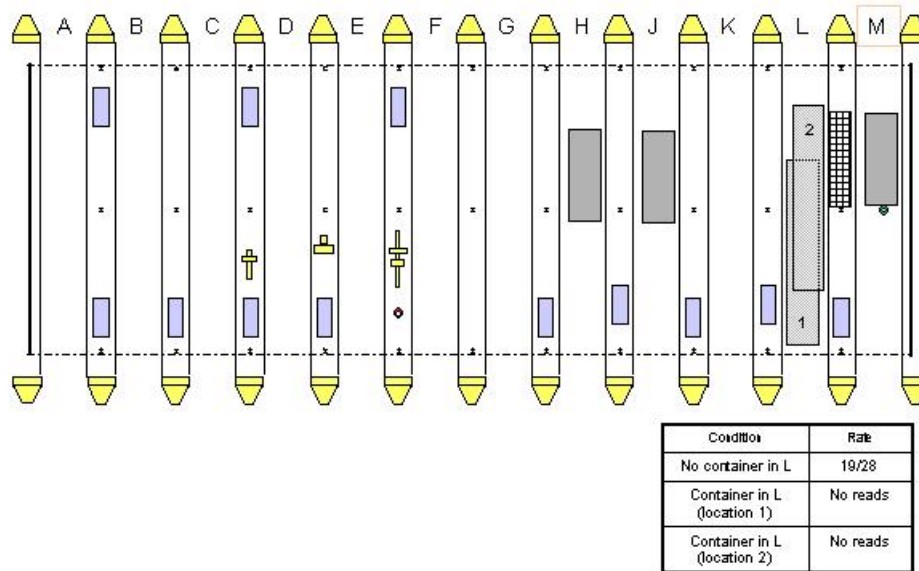 A B C D E F G H J K L M
2
1
Condition Rate
No container in L 19/28
Container in L No reads
(location 1)
Container in L No reads
(location 2)